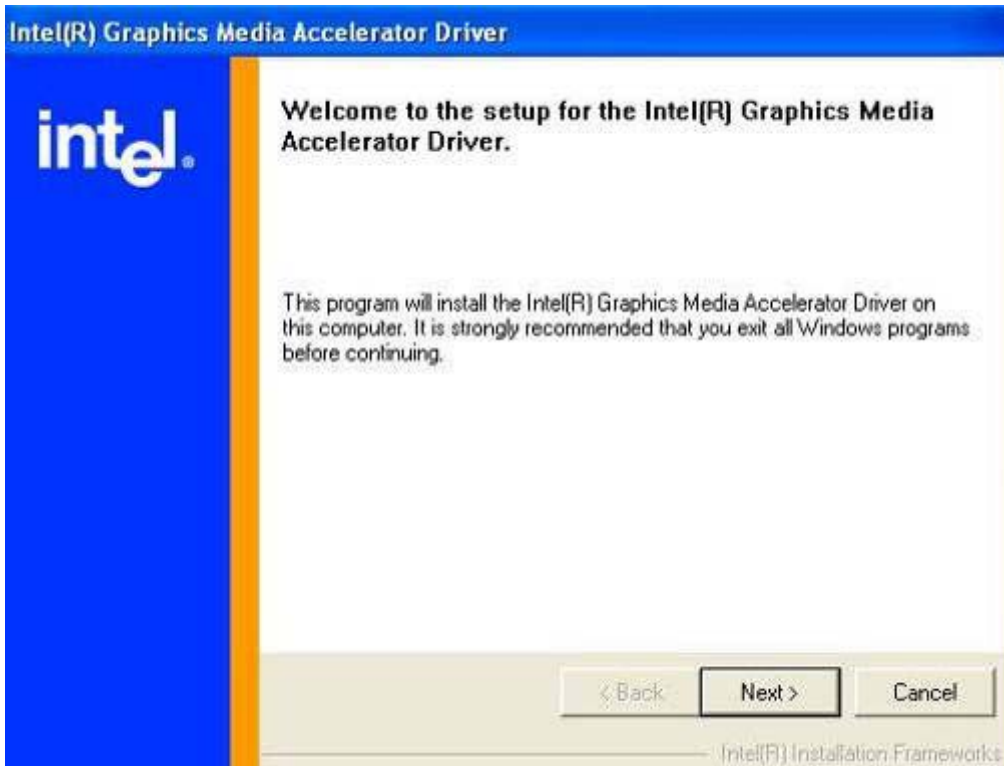 Intel(R) Graphics Media Accelerator Driver
intel®
Welcome to the setup for the Intel(R) Graphics Media
Accelerator Driver.
This program will install the Intel(R) Graphics Media Accelerator Driver on
this computer. It is strongly recommended that you exit all Windows programs
before continuing.
< Back
Next >
Cancel
Intel(R) Installation Frameworks